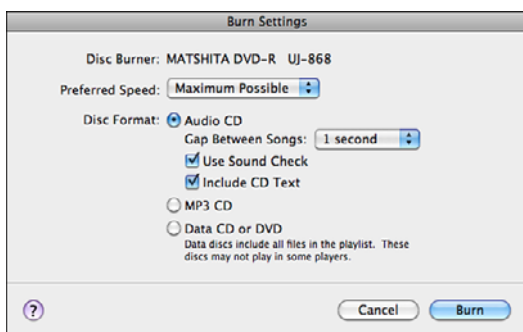 Burn Settings
Disc Burner: MATSHITA DVD-R UJ-868
Preferred Speed: Maximum Possible
Disc Format: Audio CD
Gap Between Songs: 1 second
Use Sound Check
Include CD Text
MP3 CD
Data CD or DVD
Data discs include all files in the playlist. These
discs may not play in some players.
? Cancel Burn